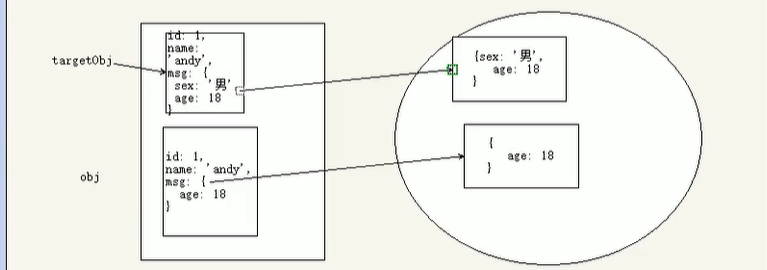 targetObj
id: 1,
name:
'andy',
msg: {
sex: '男'
age: 18
}
obj
id: 1,
name: 'andy',
msg: {
age: 18
}
{sex: '男',
age: 18
}
{
age: 18
}